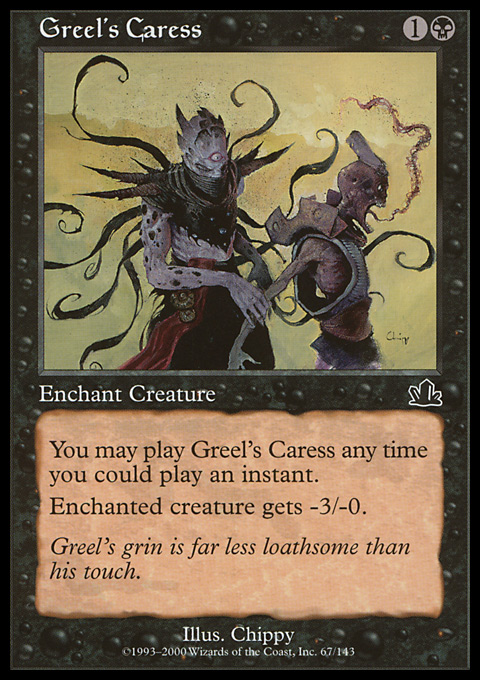 Greel's Caress 1
Chippy
Enchant Creature
You may play Greel's Caress any time
you could play an instant.
Enchanted creature gets -3/-0.
Greel's grin is far less loathsome than
his touch.
Illus. Chippy
©1993–2000 Wizards of the Coast, Inc. 67/143